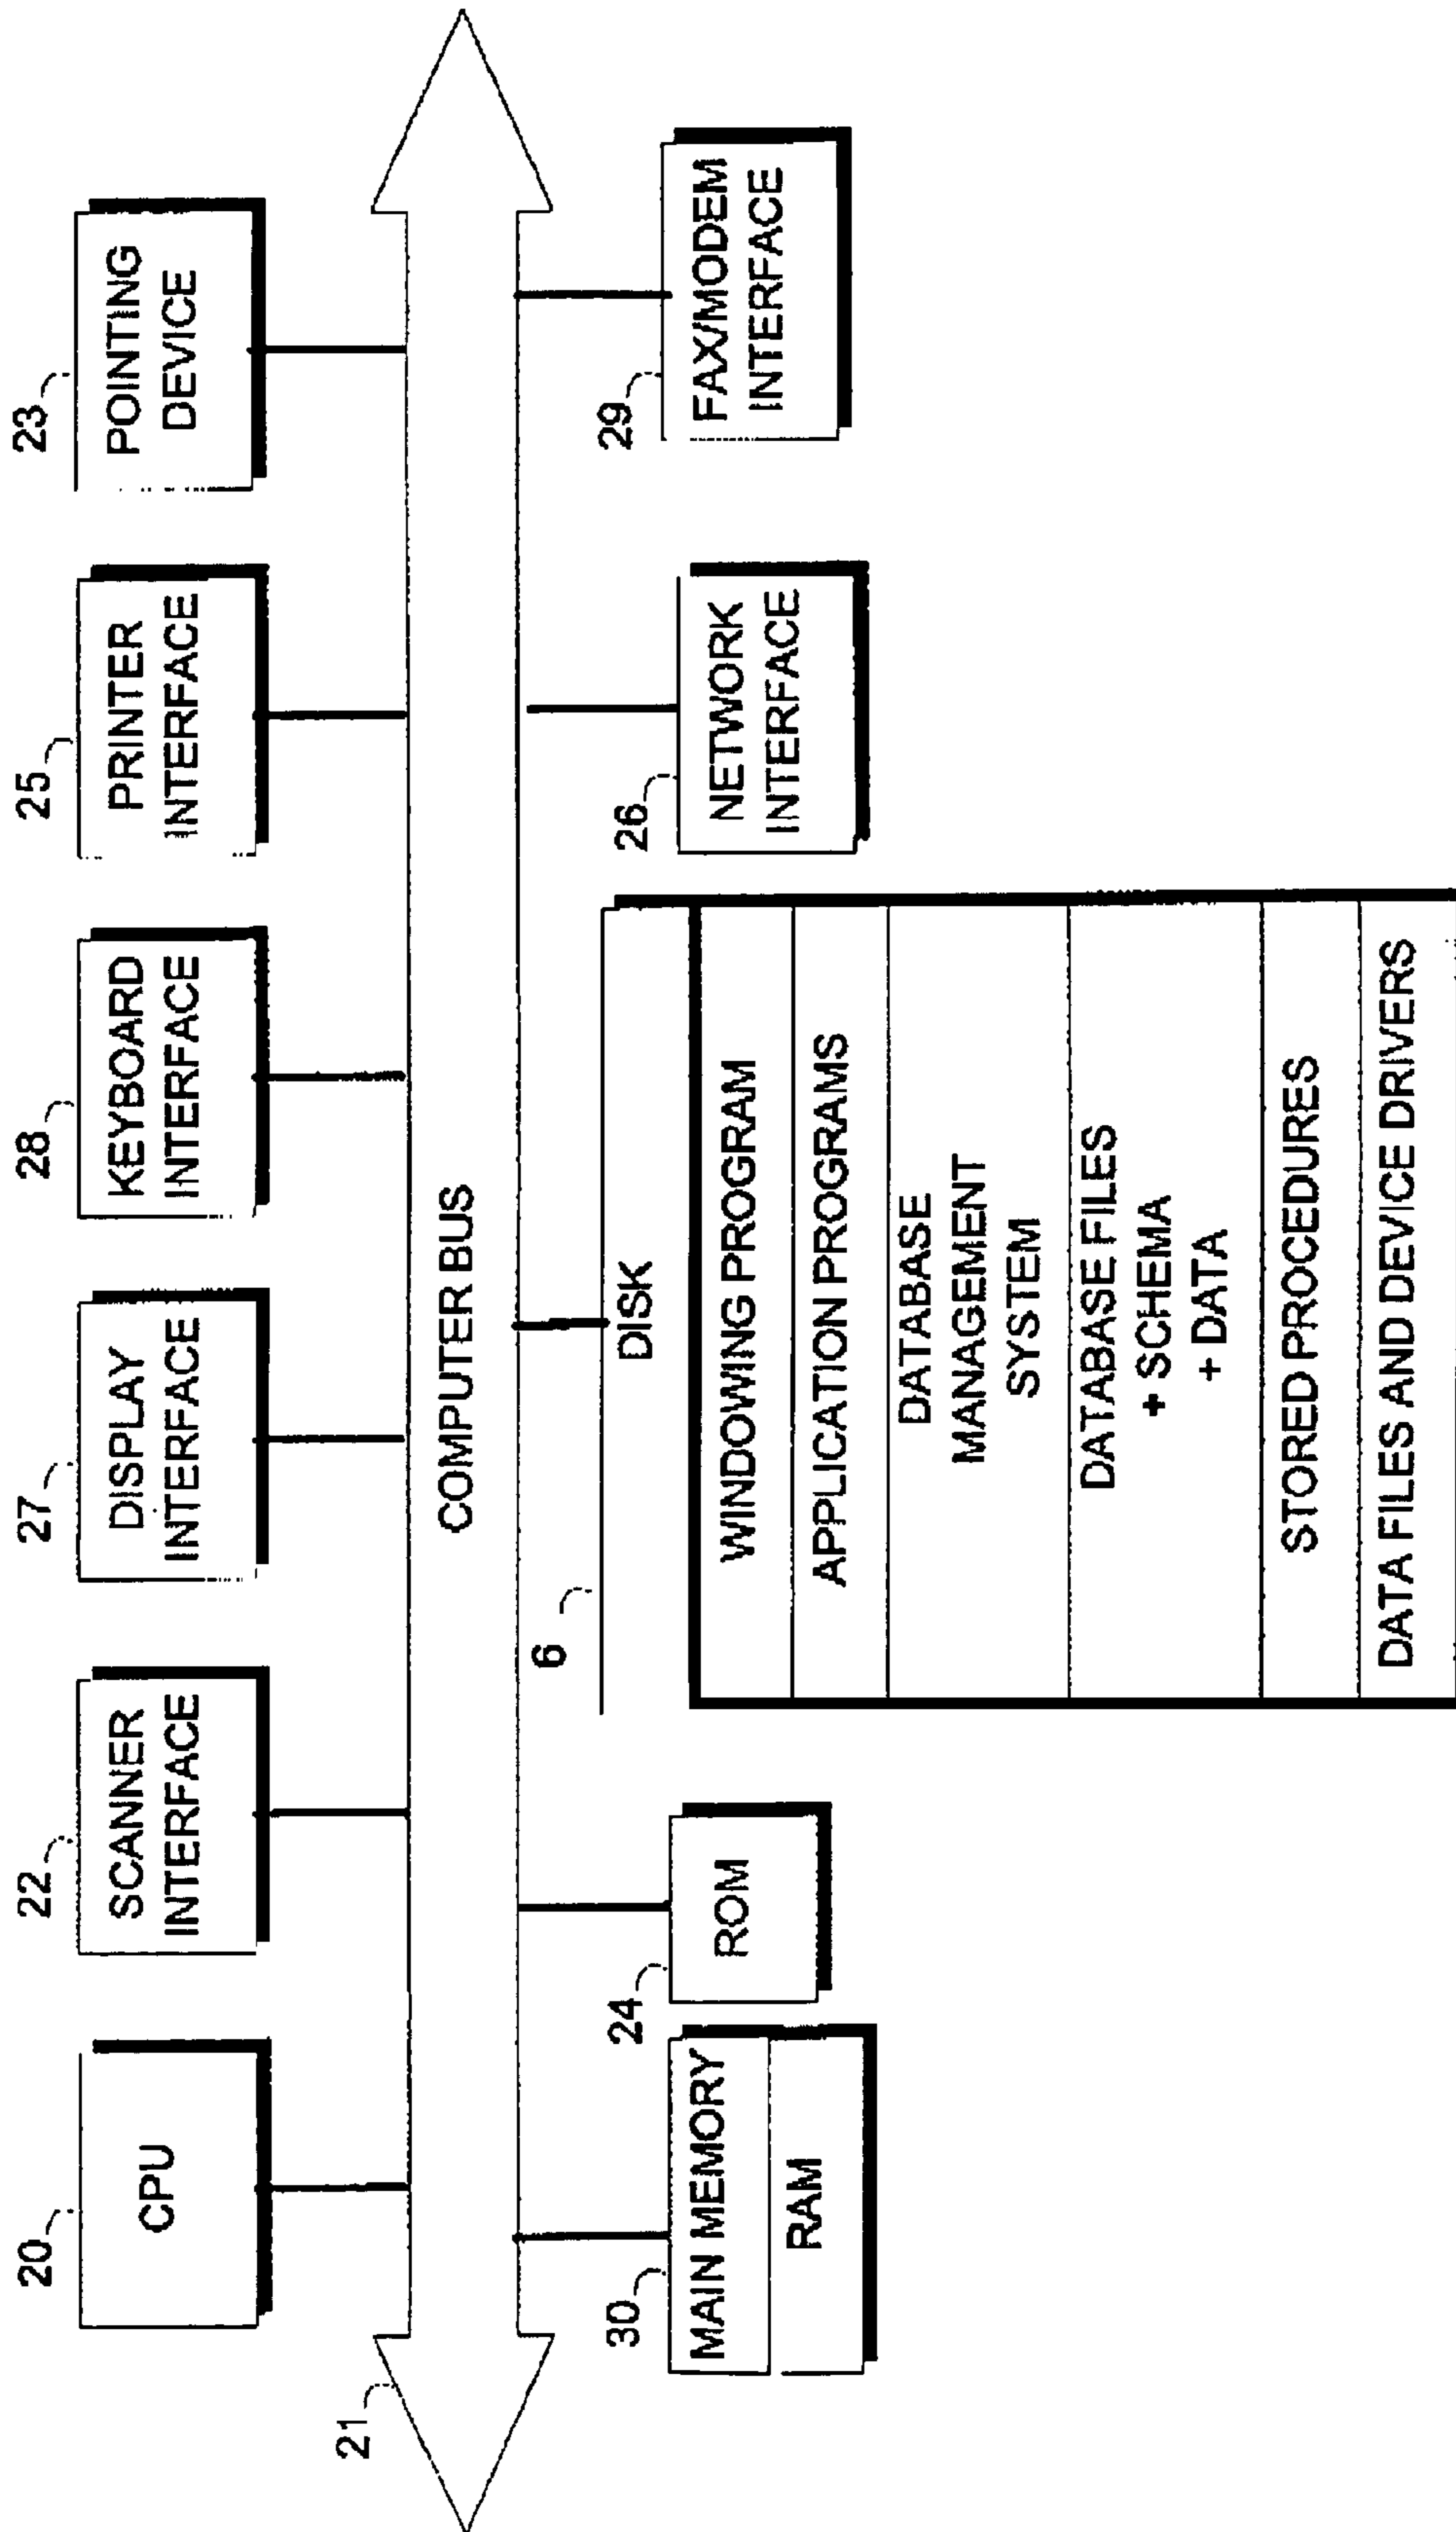 20
CPU
22
SCANNER
INTERFACE
27
DISPLAY
INTERFACE
28
KEYBOARD
INTERFACE
25
PRINTER
INTERFACE
23
POINTING
DEVICE
21
COMPUTER BUS
30
MAIN MEMORY
RAM
24
ROM
6
DISK
WINDOWING PROGRAM
APPLICATION PROGRAMS
DATABASE
MANAGEMENT
SYSTEM
DATABASE FILES
+ SCHEMA
+ DATA
STORED PROCEDURES
DATA FILES AND DEVICE DRIVERS
26
NETWORK
INTERFACE
29
FAX/MODEM
INTERFACE